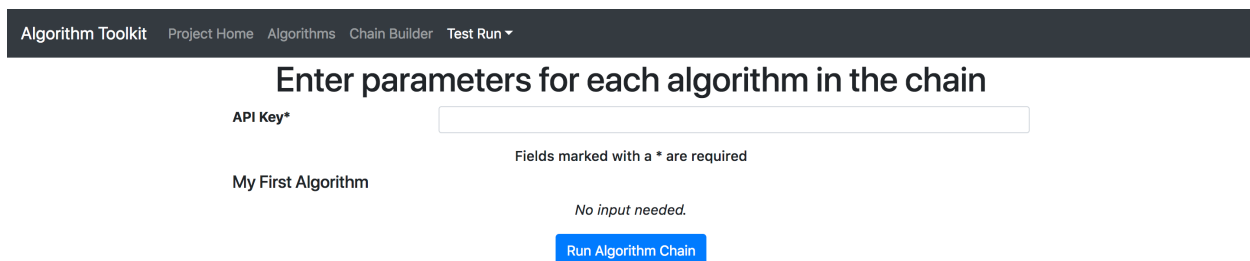 Algorithm Toolkit Project Home Algorithms Chain Builder Test Run
Enter parameters for each algorithm in the chain
API Key*
Fields marked with a * are required
My First Algorithm
No input needed.
Run Algorithm Chain